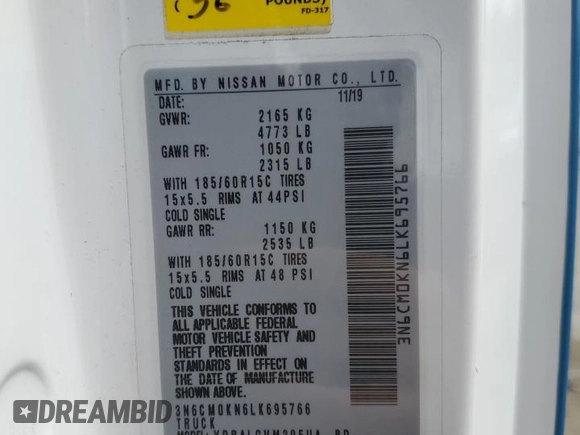 POUNDS)
FD-317
MFD. BY NISSAN MOTOR CO., LTD.
DATE: 11/19
GVWR: 2165 KG
4773 LB
GAWR FR: 1050 KG
2315 LB
WITH 185/60R15C TIRES
15x5.5 RIMS AT 44PSI
COLD SINGLE
GAWR RR: 1150 KG
2535 LB
WITH 185/60R15C TIRES
15x5.5 RIMS AT 48 PSI
COLD SINGLE
THIS VEHICLE CONFORMS TO
ALL APPLICABLE FEDERAL
MOTOR VEHICLE SAFETY AND
THEFT PREVENTION
STANDARDS IN EFFECT ON
THE DATE OF MANUFACTURE
SHOWN ABOVE.
3N6CM0KN6LK695766
TRUCK
3N6CM0KN6LK695766
DREAMBID
DREAMBID